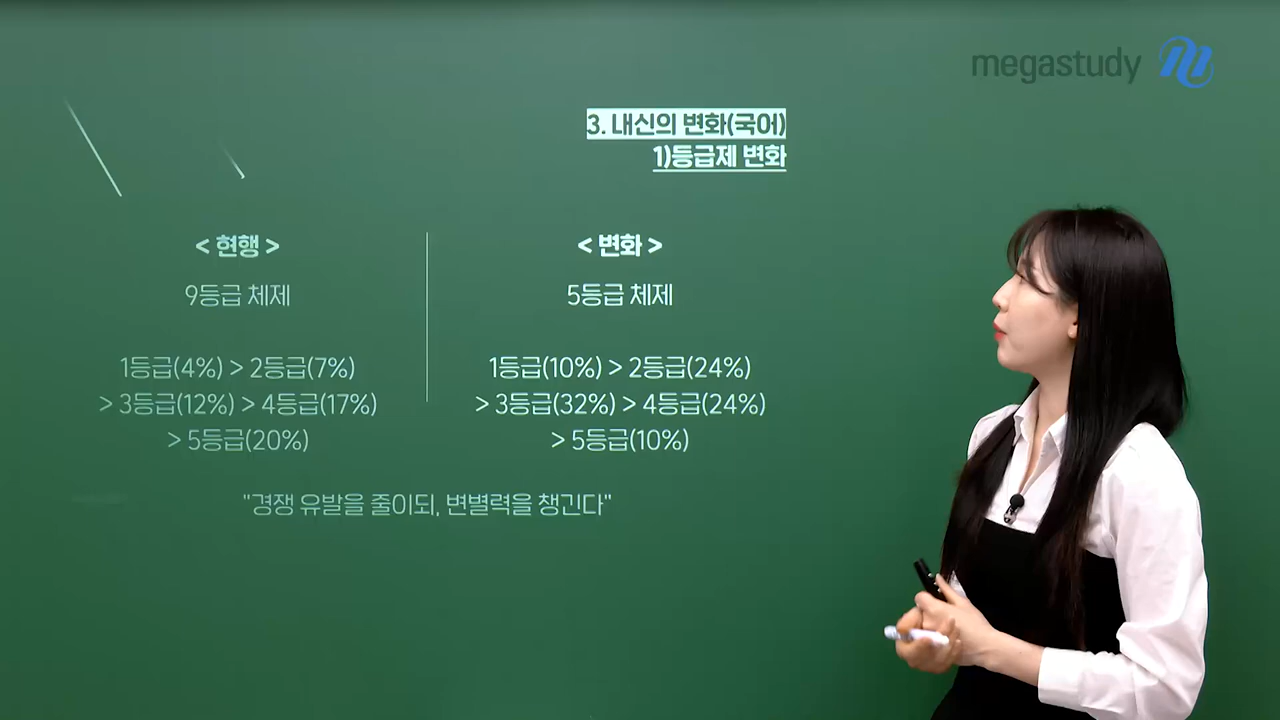 megastudy
3. 내신의 변화(국어)
1)등급제 변화
< 현행 >
9등급 체제
1등급(4%) > 2등급(7%)
> 3등급(12%) > 4등급(17%)
> 5등급(20%)
< 변화 >
5등급 체제
1등급(10%) > 2등급(24%)
> 3등급(32%) > 4등급(24%)
> 5등급(10%)
"경쟁 유발을 줄이되, 변별력을 챙긴다"